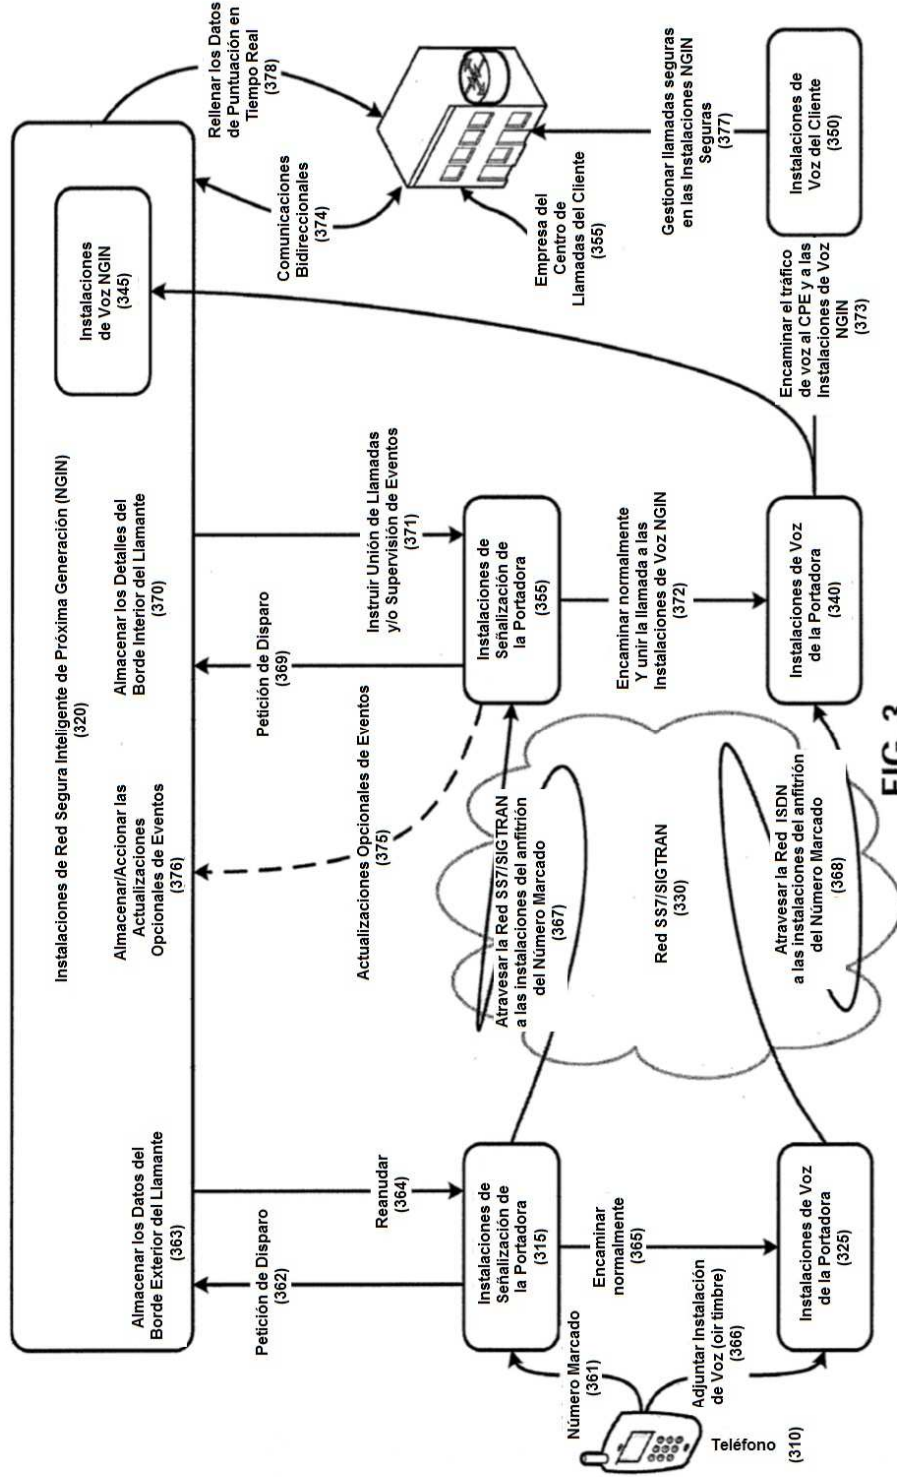 Instalaciones de Red Segura Inteligente de Próxima Generación (NGIN)
(320)
Almacenar los Datos del
Borde Exterior del Llamante
(363)
Almacenar/Accionar las
Actualizaciones
Opcionales de Eventos
(376)
Almacenar los Detalles del
Borde Interior del Llamante
(370)
Instalaciones
de Voz NGIN
(345)
Petición de Disparo
(362)
Reanudar
(364)
Actualizaciones Opcionales de Eventos
(375)
Petición de Disparo
(369)
Instruir Unión de Llamadas
y/o Supervisión de Eventos
(371)
Comunicaciones
Bidireccionales
(374)
Rellenar los Datos
de Puntuación en
Tiempo Real
(378)
Número Marcado
(361)
Instalaciones de
Señalización de
la Portadora
(315)
Atravesar la Red SS7/SIGTRAN
a las instalaciones del anfitrión
del Número Marcado
(367)
Instalaciones de
Señalización de
la Portadora
(355)
Empresa del
Centro de
Llamadas del Cliente
(355)
Encaminar
normalmente
(365)
Red SS7/SIGTRAN
(330)
Encaminar normalmente
Y unir la llamada a las
Instalaciones de Voz NGIN
(372)
Gestionar llamadas seguras
en las Instalaciones NGIN
Seguras
(377)
Teléfono
(310)
Adjuntar Instalación
de Voz (oir timbre)
(366)
Instalaciones de Voz
de la Portadora
(325)
Atravesar la Red ISDN
a las instalaciones del anfitrión
del Número Marcado
(368)
Instalaciones de Voz
de la Portadora
(340)
Encaminar el tráfico
de voz al CPE y a las
Instalaciones de Voz
NGIN
(373)
Instalaciones de
Voz del Cliente
(350)
FIG. 3